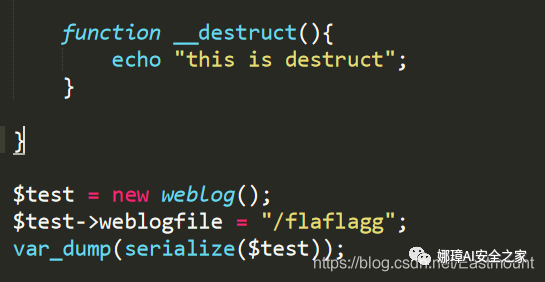 function __destruct(){
echo "this is destruct";
}
}
$test = new weblog();
$test->weblogfile = "/flaflagg";
var_dump(serialize($test));
娜璋AI安全之家
https://blog.csdn.net/Eastmount